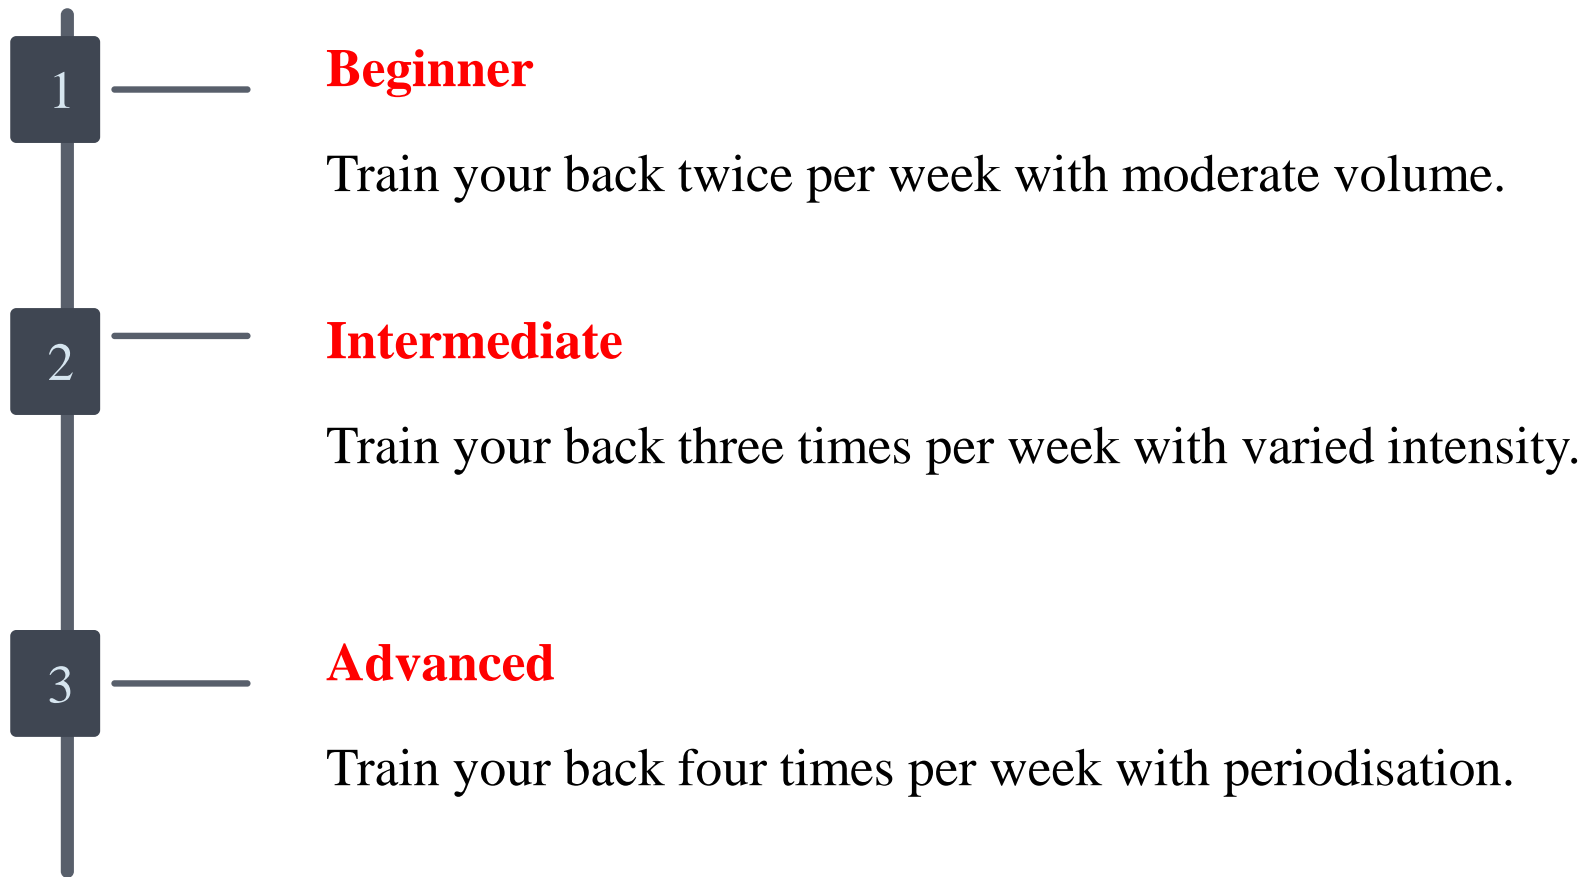 1
Beginner
Train your back twice per week with moderate volume.
2
Intermediate
Train your back three times per week with varied intensity.
3
Advanced
Train your back four times per week with periodisation.